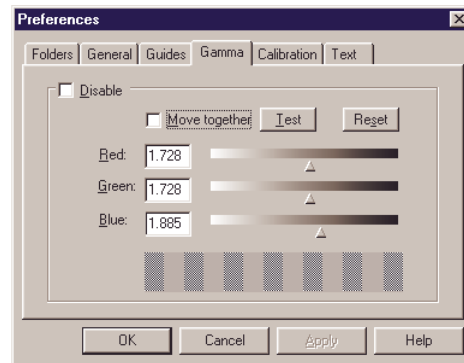 Preferences
Folders General Guides Gamma Calibration Text
Disable
Move together Test Reset
Red: 1.728
Green: 1.728
Blue: 1.885
OK Cancel Apply Help